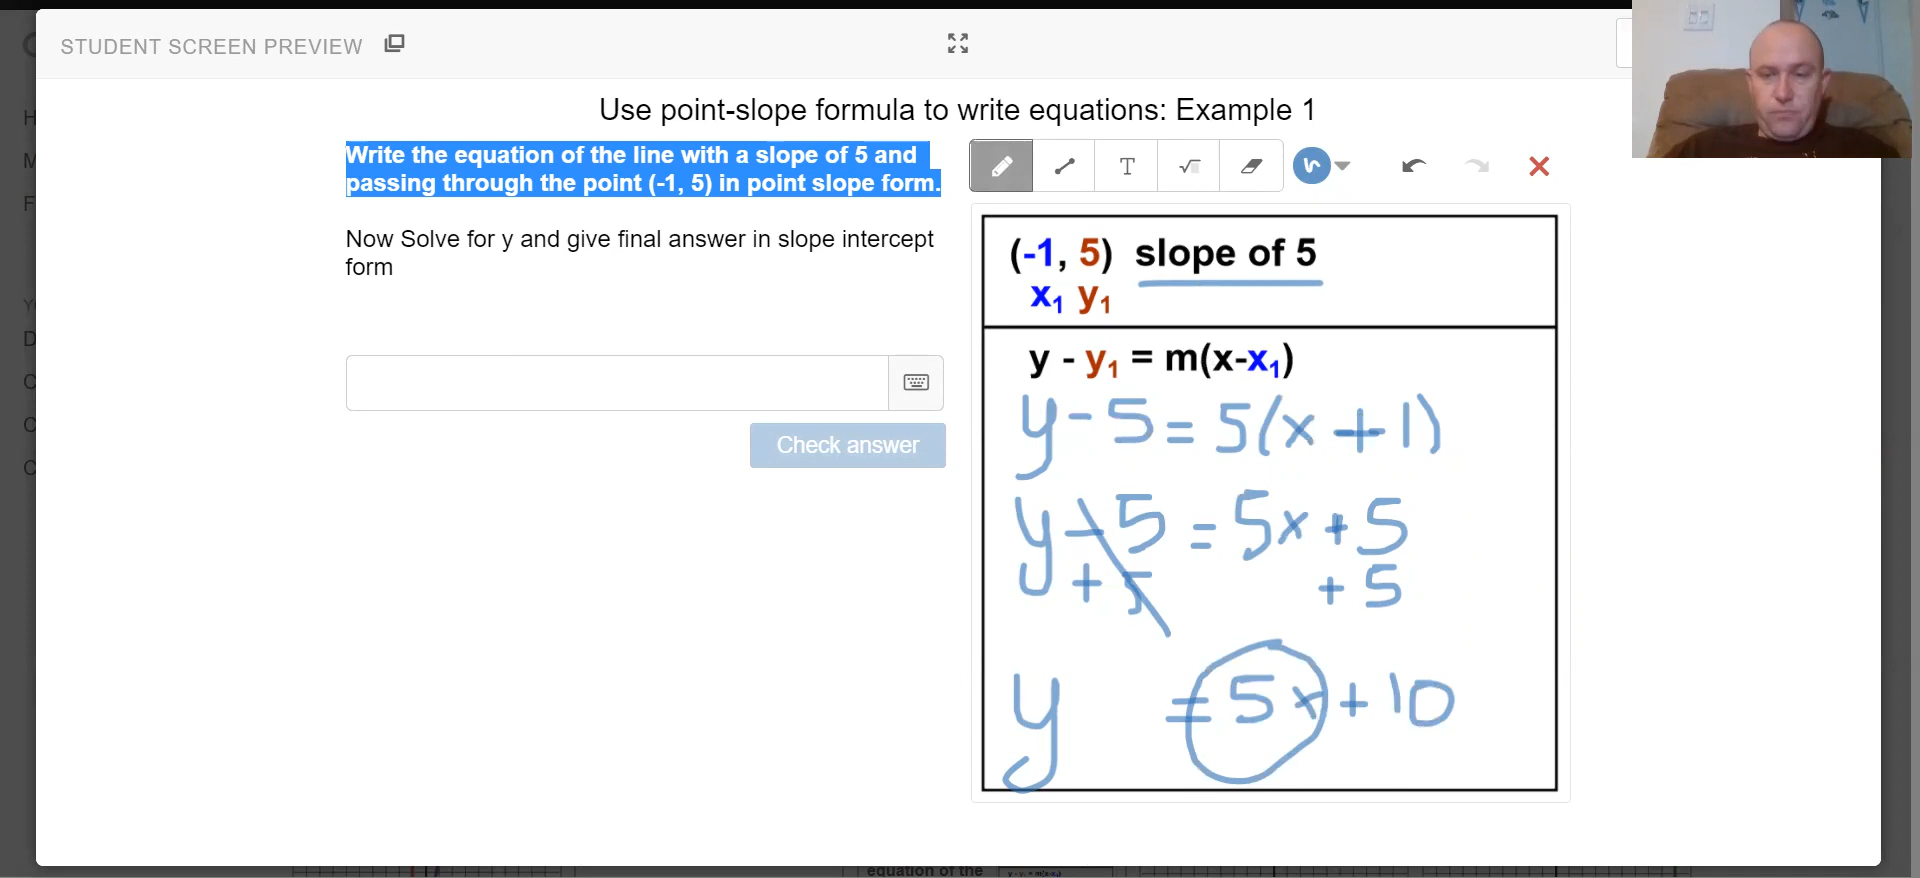 STUDENT SCREEN PREVIEW
Use point-slope formula to write equations: Example 1
Write the equation of the line with a slope of 5 and
passing through the point (-1, 5) in point slope form.
Now Solve for y and give final answer in slope intercept
form
Check answer
T
(-1, 5) slope of 5
x₁ y₁
y - y₁ = m(x-x₁)
y - 5 = 5(x + 1)
y - 5 = 5x + 5
+ 5 + 5
y = 5x + 10
equation of the